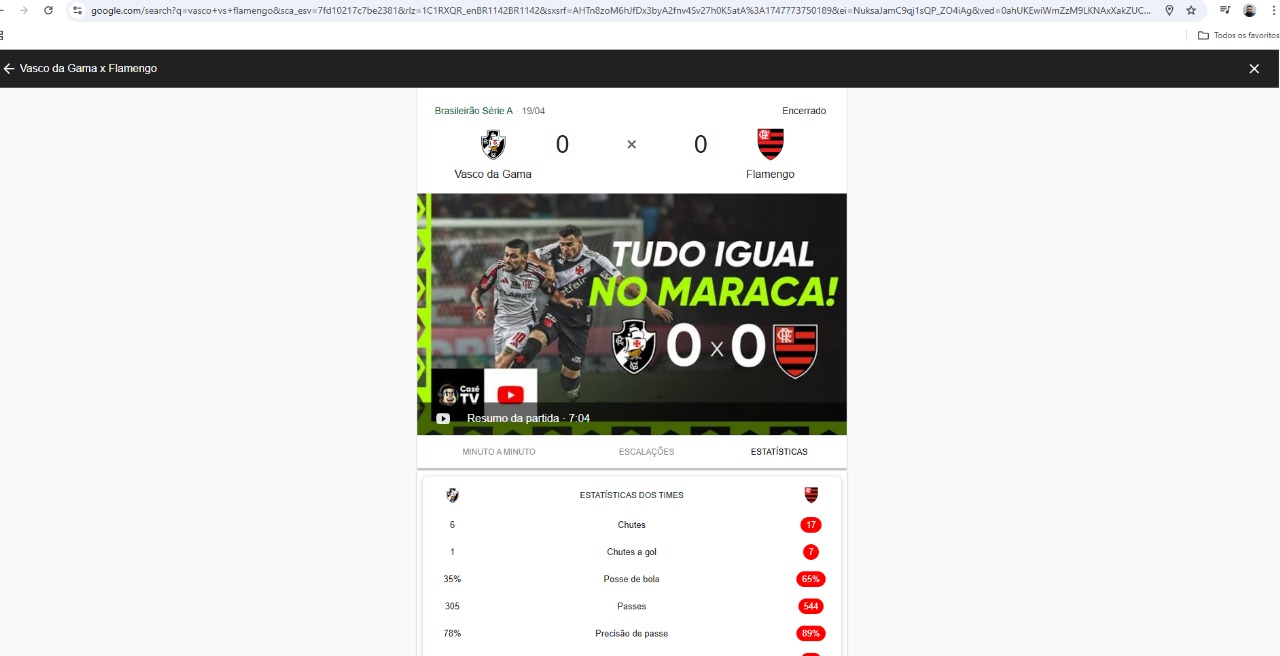 google.com/search?q=vasco+vs+flamengo&sca_esv=7fd10217c7be2381&rlz=1C1RXQR_enBR1142BR1142&sxsrf=AHTn8zoM6hJfDx3byA2fnv4Sv27h0K5atA%3A1747773750189&ei=NuksaJamC9qj1sQP_ZO4iAg&ved=0ahUKEwiWmZzM9LKNAxXakZUC...
Todos os favoritos
Vasco da Gama x Flamengo
Brasileirão Série A · 19/04 Encerrado
0 × 0
Vasco da Gama Flamengo
TUDO IGUAL
NO MARACA!
0 x 0
betfair
10
Cazé
TV
Resumo da partida · 7:04
MINUTO A MINUTO ESCALAÇÕES ESTATÍSTICAS
ESTATÍSTICAS DOS TIMES
6 Chutes 17
1 Chutes a gol 7
35% Posse de bola 65%
305 Passes 544
78% Precisão de passe 89%